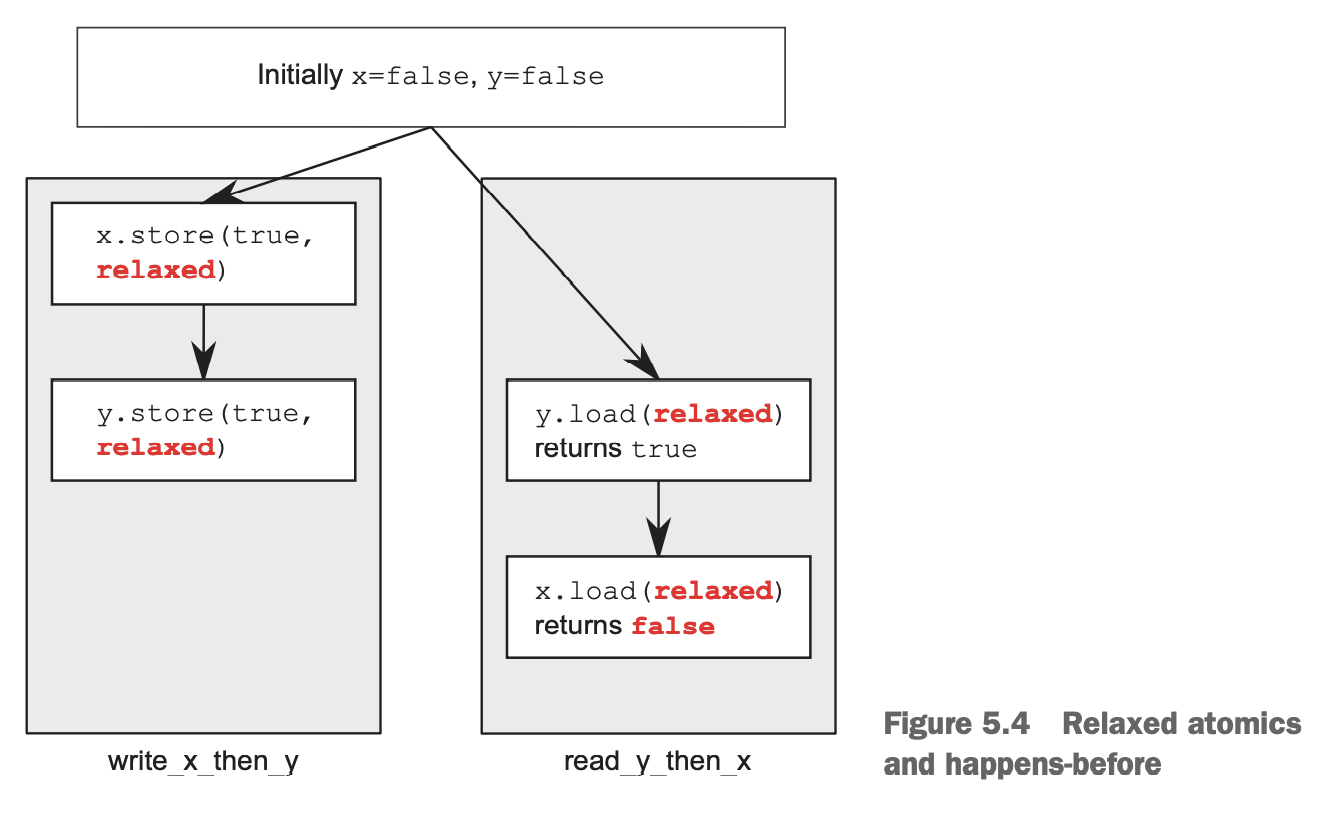 Initially x=false, y=false
x.store(true,
relaxed)
y.store(true,
relaxed)
write_x_then_y
y.load(relaxed)
returns true
x.load(relaxed)
returns false
read_y_then_x
Figure 5.4 Relaxed atomics
and happens-before